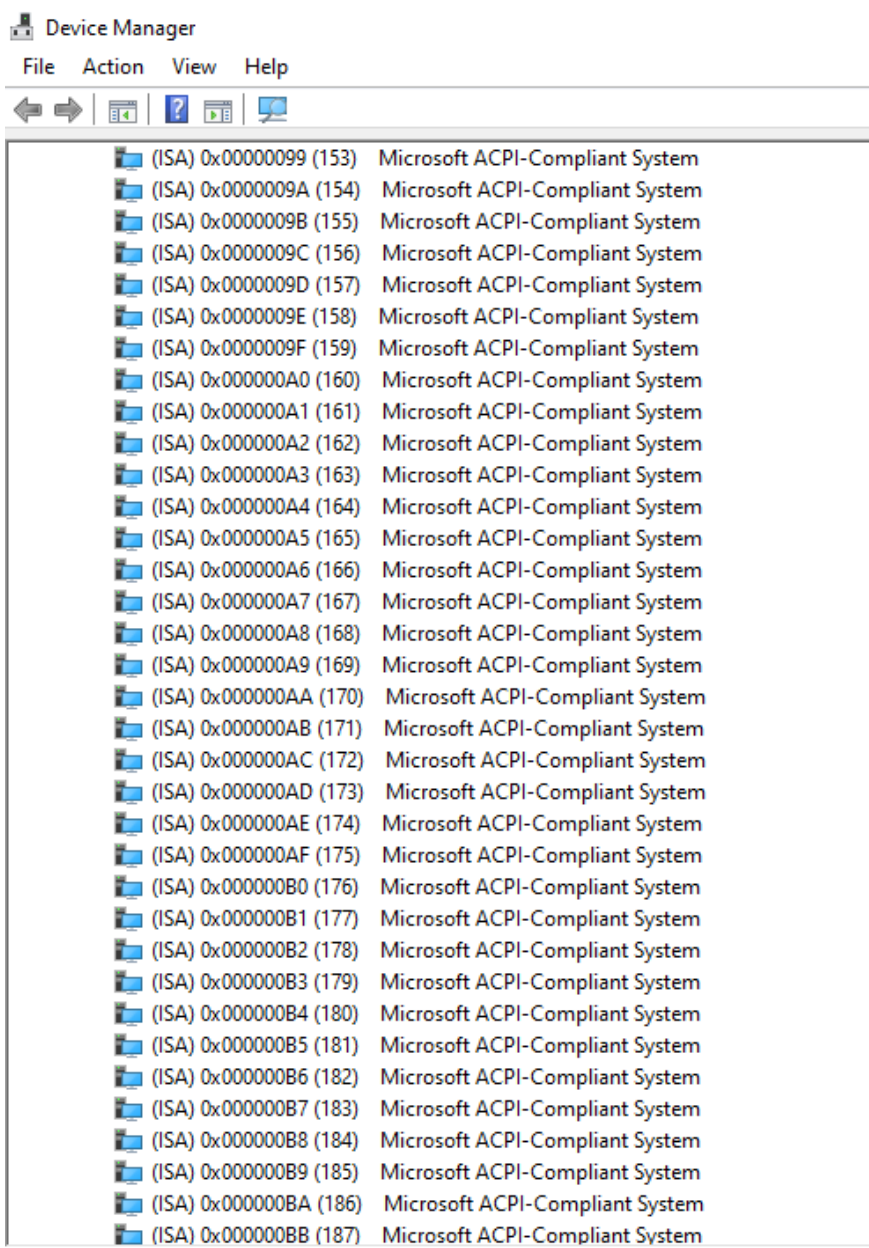 Device Manager
File Action View Help
(ISA) 0x00000099 (153) Microsoft ACPI-Compliant System
(ISA) 0x0000009A (154) Microsoft ACPI-Compliant System
(ISA) 0x0000009B (155) Microsoft ACPI-Compliant System
(ISA) 0x0000009C (156) Microsoft ACPI-Compliant System
(ISA) 0x0000009D (157) Microsoft ACPI-Compliant System
(ISA) 0x0000009E (158) Microsoft ACPI-Compliant System
(ISA) 0x0000009F (159) Microsoft ACPI-Compliant System
(ISA) 0x000000A0 (160) Microsoft ACPI-Compliant System
(ISA) 0x000000A1 (161) Microsoft ACPI-Compliant System
(ISA) 0x000000A2 (162) Microsoft ACPI-Compliant System
(ISA) 0x000000A3 (163) Microsoft ACPI-Compliant System
(ISA) 0x000000A4 (164) Microsoft ACPI-Compliant System
(ISA) 0x000000A5 (165) Microsoft ACPI-Compliant System
(ISA) 0x000000A6 (166) Microsoft ACPI-Compliant System
(ISA) 0x000000A7 (167) Microsoft ACPI-Compliant System
(ISA) 0x000000A8 (168) Microsoft ACPI-Compliant System
(ISA) 0x000000A9 (169) Microsoft ACPI-Compliant System
(ISA) 0x000000AA (170) Microsoft ACPI-Compliant System
(ISA) 0x000000AB (171) Microsoft ACPI-Compliant System
(ISA) 0x000000AC (172) Microsoft ACPI-Compliant System
(ISA) 0x000000AD (173) Microsoft ACPI-Compliant System
(ISA) 0x000000AE (174) Microsoft ACPI-Compliant System
(ISA) 0x000000AF (175) Microsoft ACPI-Compliant System
(ISA) 0x000000B0 (176) Microsoft ACPI-Compliant System
(ISA) 0x000000B1 (177) Microsoft ACPI-Compliant System
(ISA) 0x000000B2 (178) Microsoft ACPI-Compliant System
(ISA) 0x000000B3 (179) Microsoft ACPI-Compliant System
(ISA) 0x000000B4 (180) Microsoft ACPI-Compliant System
(ISA) 0x000000B5 (181) Microsoft ACPI-Compliant System
(ISA) 0x000000B6 (182) Microsoft ACPI-Compliant System
(ISA) 0x000000B7 (183) Microsoft ACPI-Compliant System
(ISA) 0x000000B8 (184) Microsoft ACPI-Compliant System
(ISA) 0x000000B9 (185) Microsoft ACPI-Compliant System
(ISA) 0x000000BA (186) Microsoft ACPI-Compliant System
(ISA) 0x000000BB (187) Microsoft ACPI-Compliant System